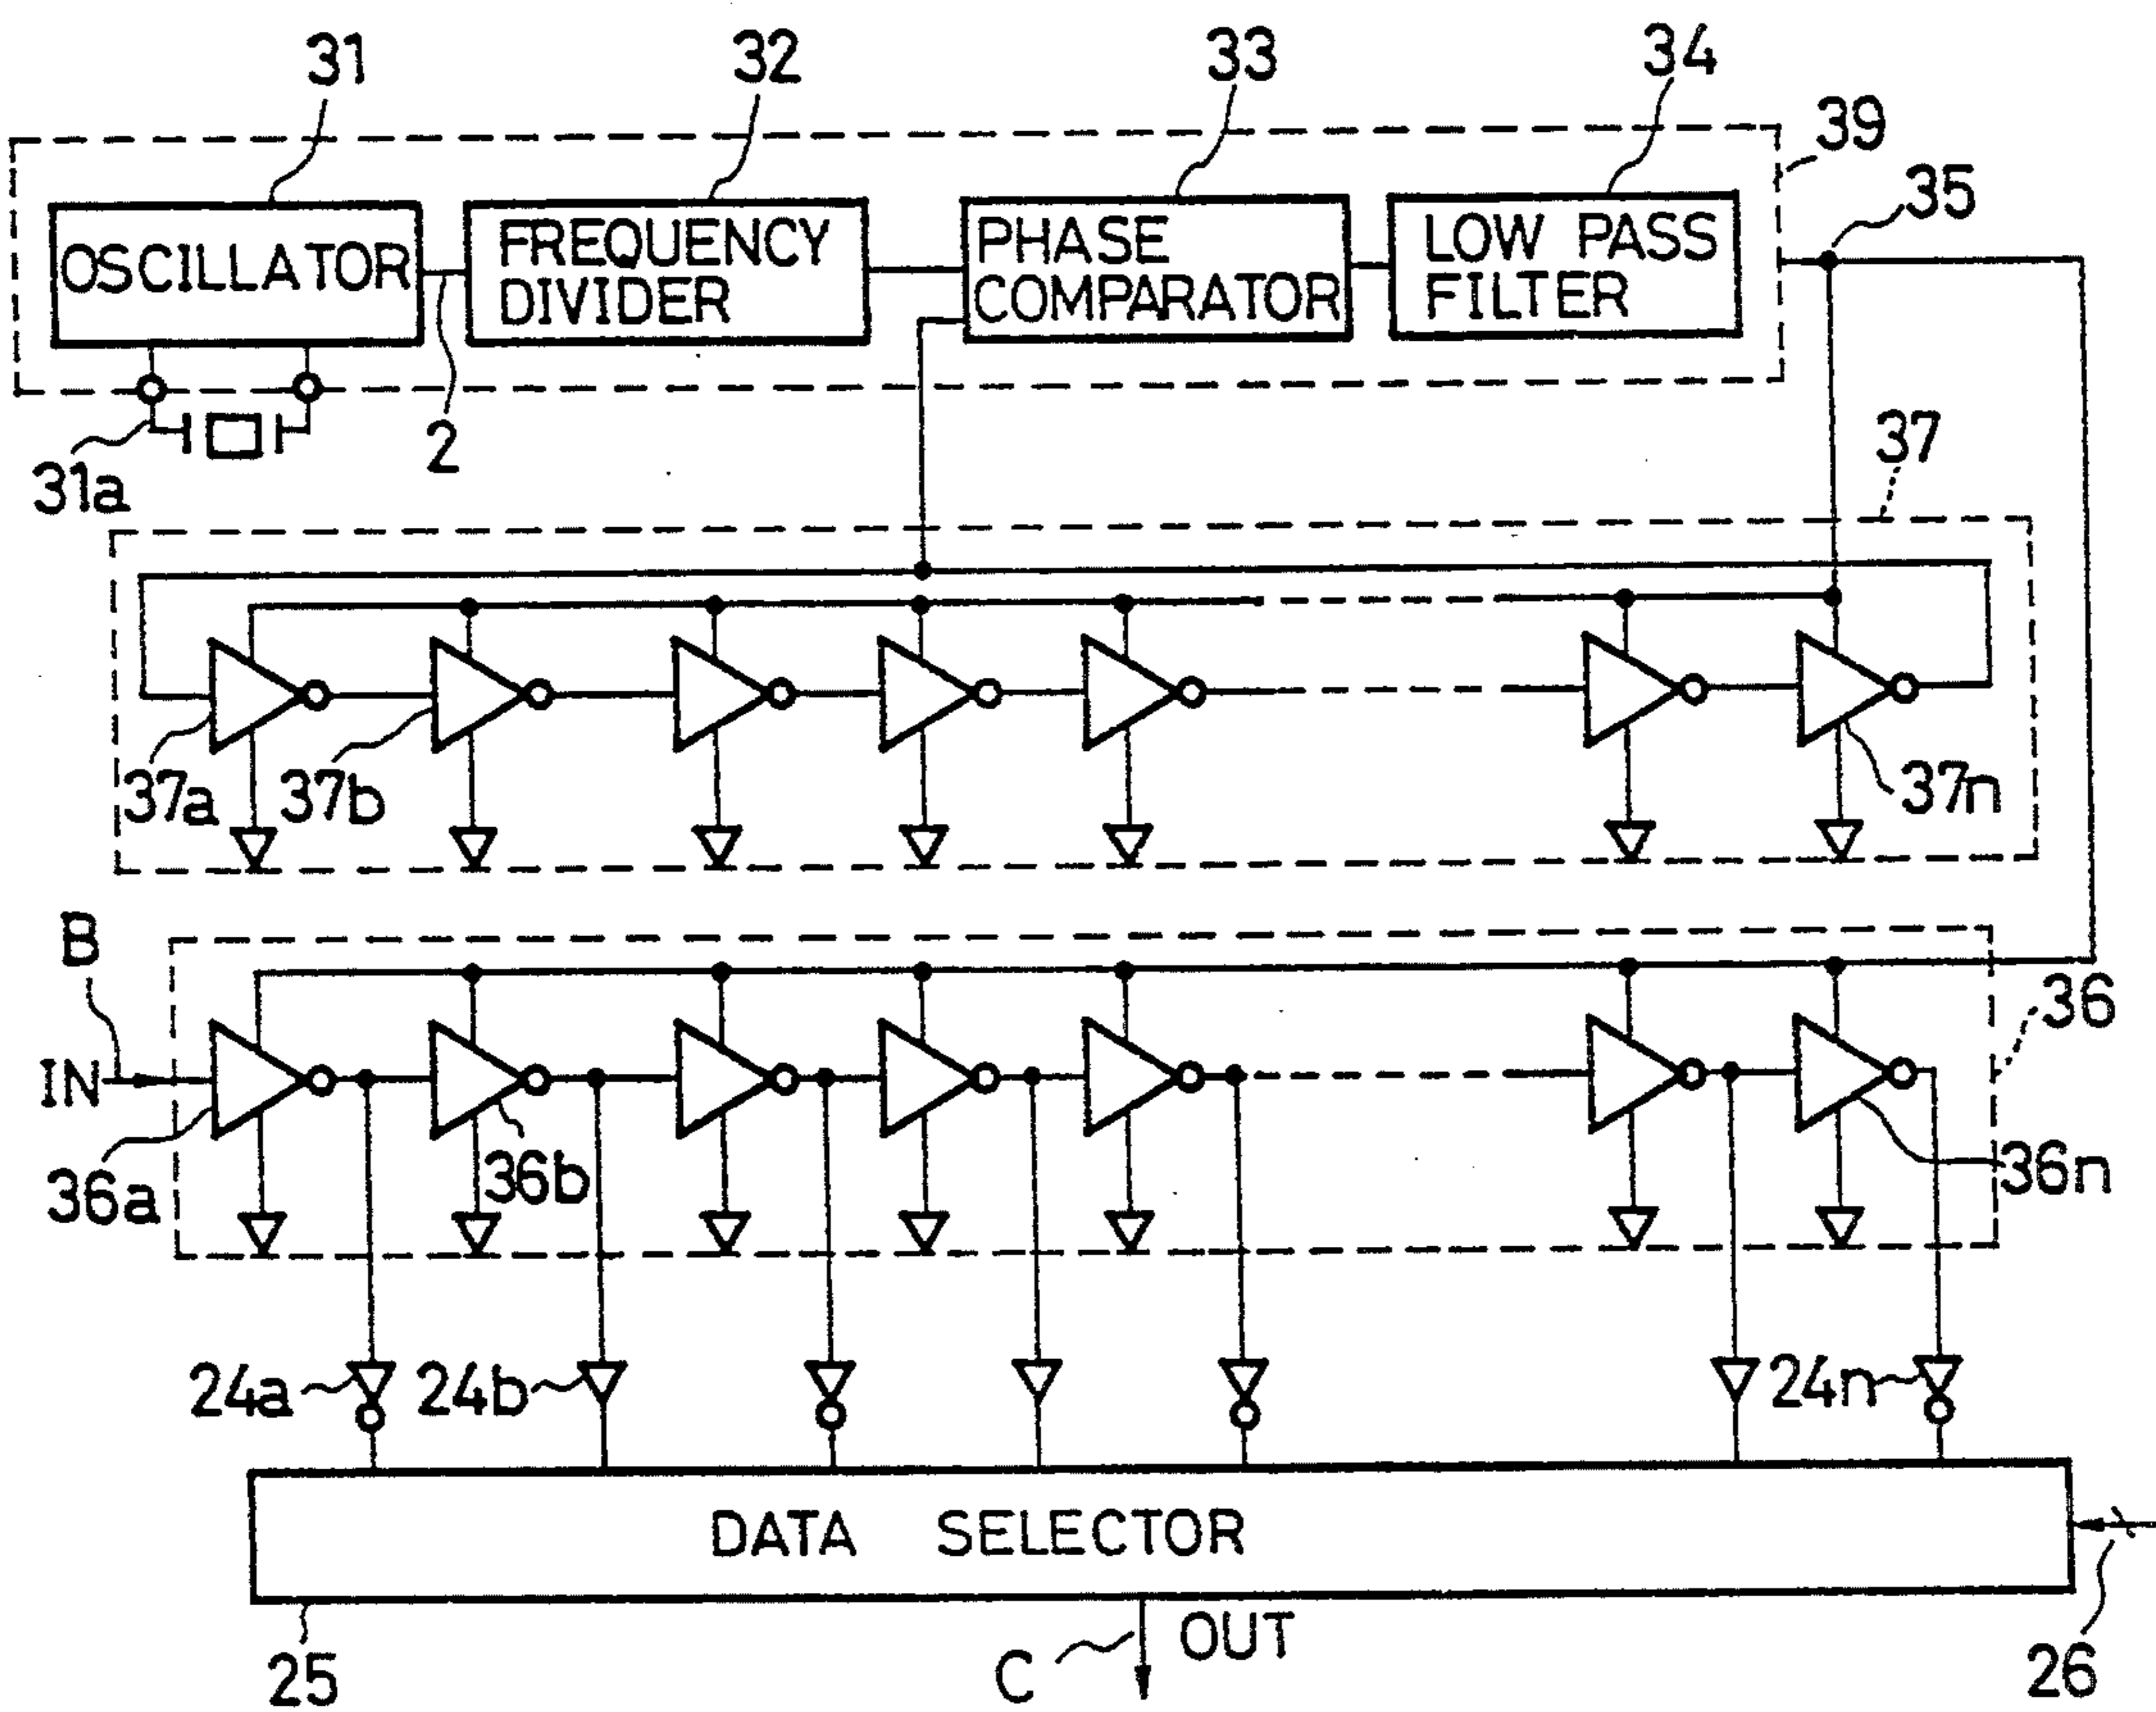 31
32
33
34
39
35
OSCILLATOR
FREQUENCY
DIVIDER
PHASE
COMPARATOR
LOW PASS
FILTER
31a
2
37
37a
37b
37n
B
IN
36
36a
36b
36n
24a
24b
24n
DATA SELECTOR
25
C
OUT
26